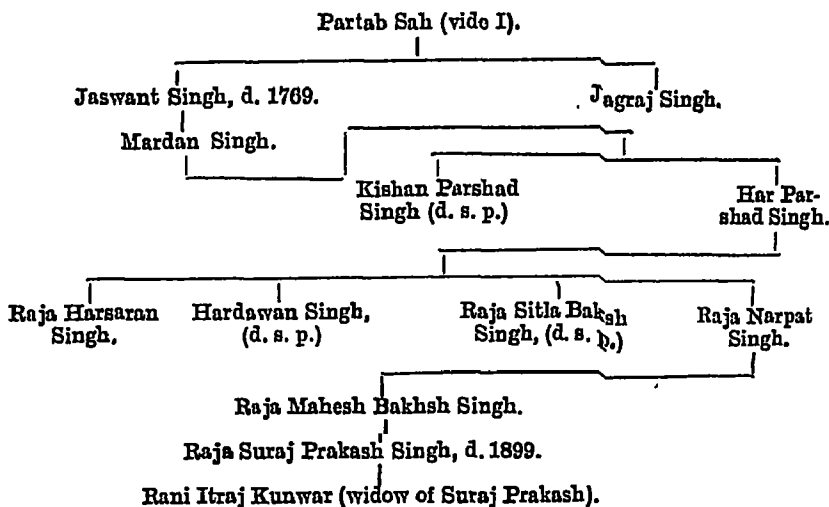 Partab Sah (vide I).
Jaswant Singh, d. 1769.
Jagraj Singh.
Mardan Singh.
Kishan Parshad
Singh (d. s. p.)
Har Par-
shad Singh.
Raja Harsaran
Singh.
Hardawan Singh,
(d. s. p.)
Raja Sitla Baksh
Singh, (d. s. p.)
Raja Narpat
Singh.
Raja Mahesh Bakhsh Singh.
Raja Suraj Prakash Singh, d. 1899.
Rani Itraj Kunwar (widow of Suraj Prakash).